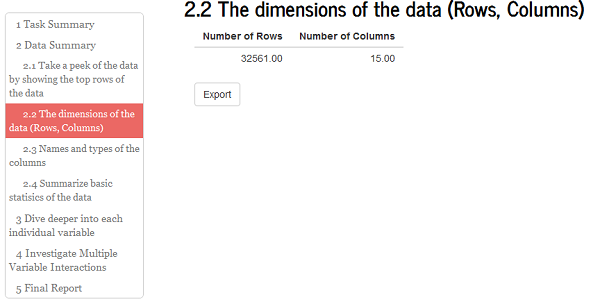 1 Task Summary
2 Data Summary
2.1 Take a peek of the data
by showing the top rows of
the data
2.2 The dimensions of the
data (Rows, Columns)
2.3 Names and types of the
columns
2.4 Summarize basic
statisics of the data
3 Dive deeper into each
individual variable
4 Investigate Multiple
Variable Interactions
5 Final Report
2.2 The dimensions of the data (Rows, Columns)
Number of Rows Number of Columns
32561.00 15.00
Export